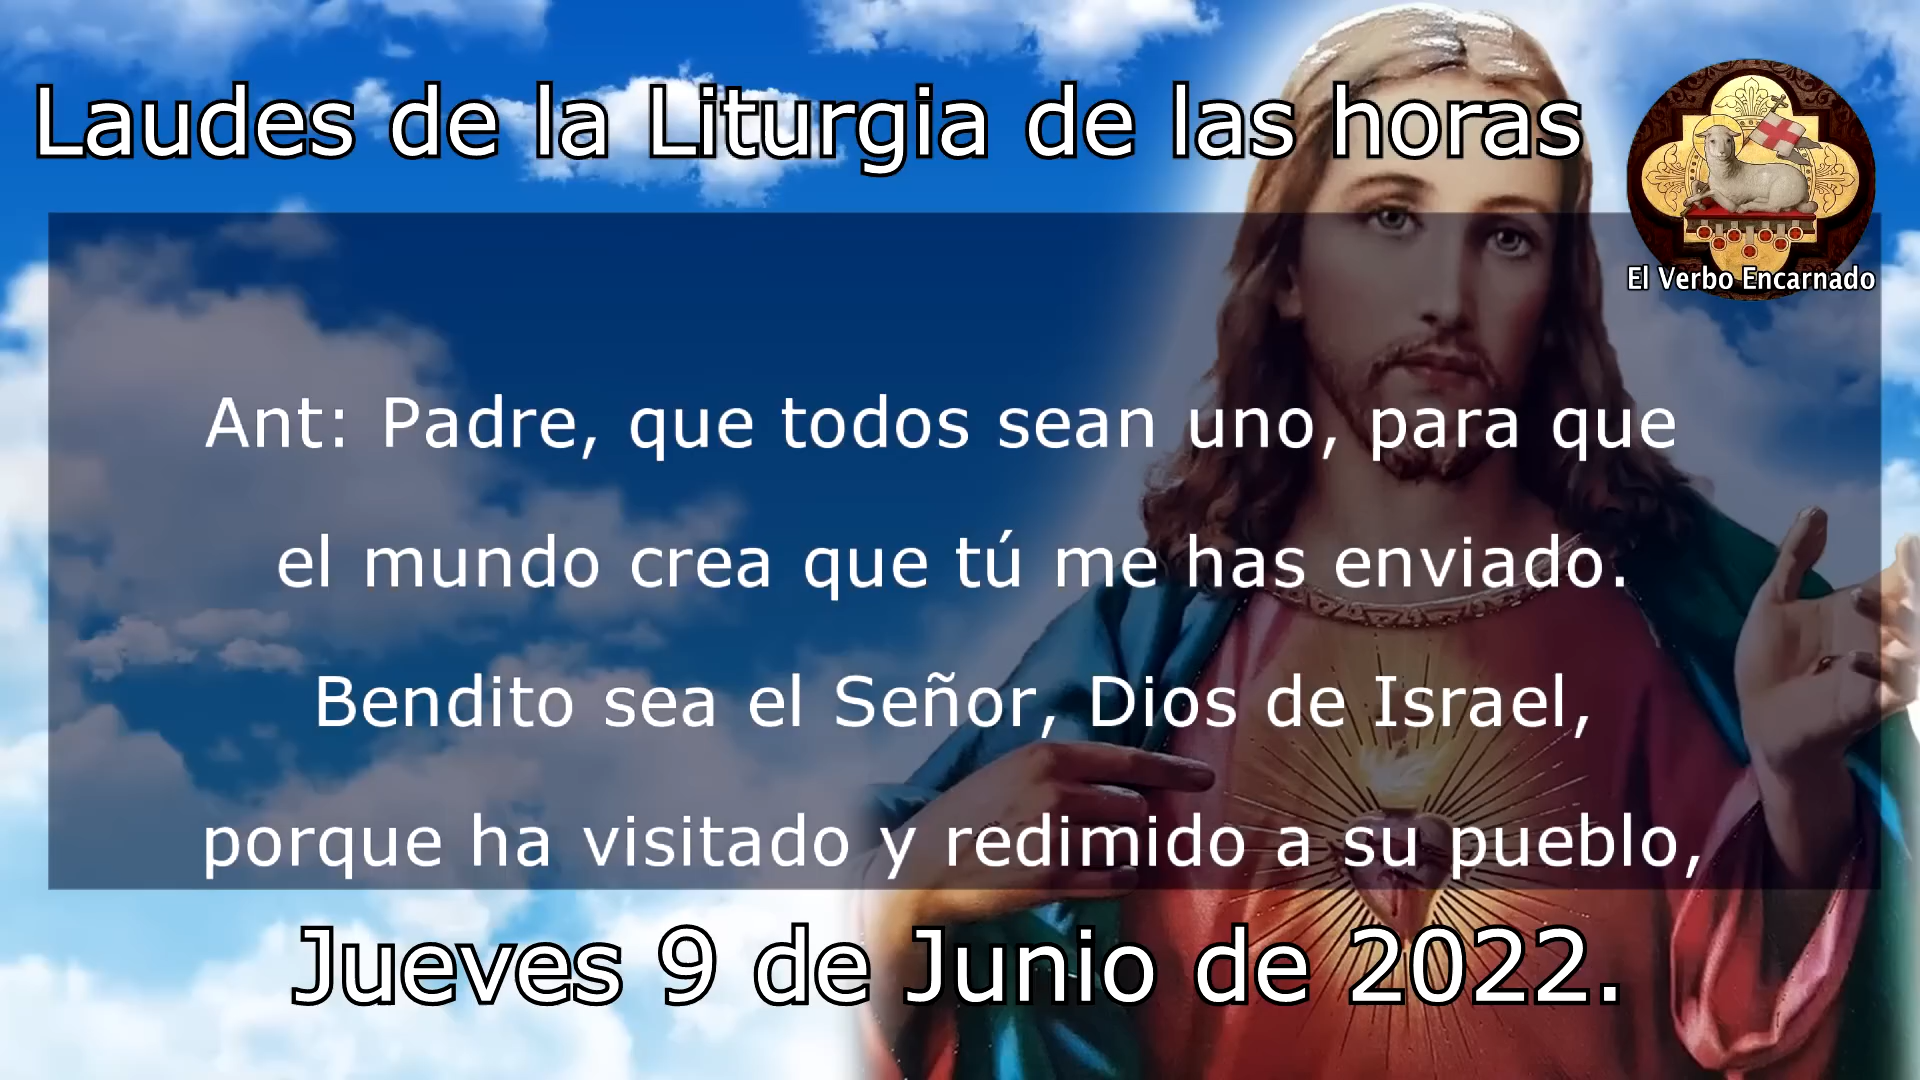 Laudes de la Liturgia de las horas
El Verbo Encarnado
Ant: Padre, que todos sean uno, para que
el mundo crea que tú me has enviado.
Bendito sea el Señor, Dios de Israel,
porque ha visitado y redimido a su pueblo,
Jueves 9 de Junio de 2022.